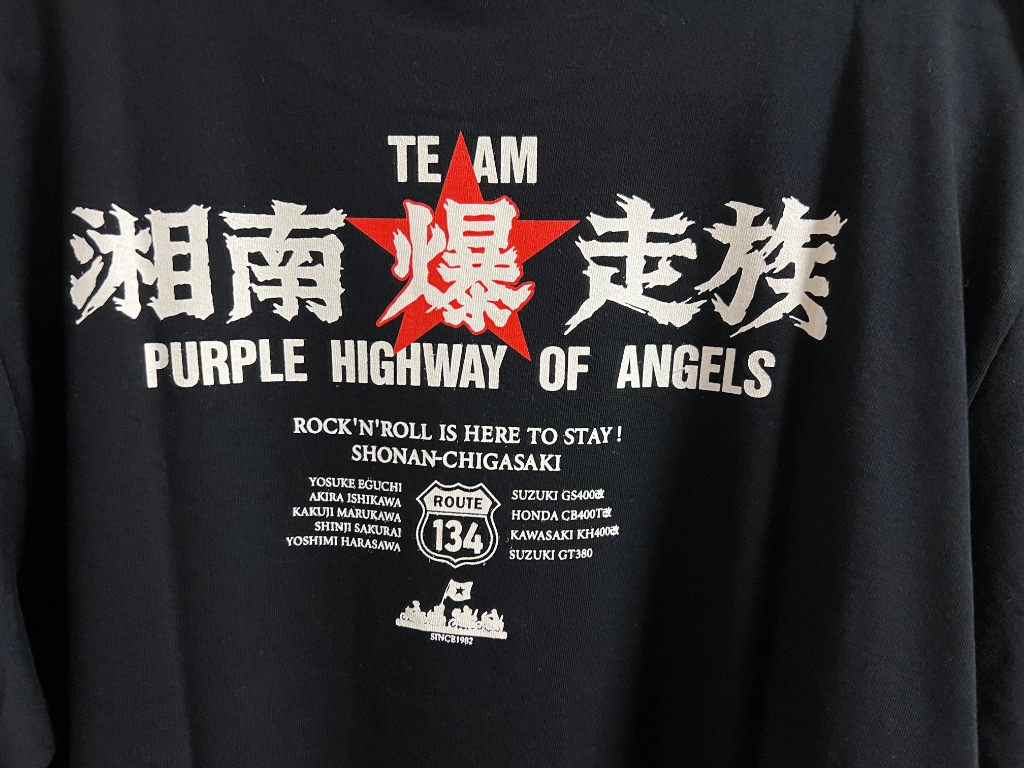 TEAM
湘南爆走族
PURPLE HIGHWAY OF ANGELS
ROCK'N'ROLL IS HERE TO STAY!
SHONAN-CHIGASAKI
YOSUKE EGUCHI
AKIRA ISHIKAWA
KAKUJI MARUKAWA
SHINJI SAKURAI
YOSHIMI HARASAWA
ROUTE
134
SUZUKI GS400改
HONDA CB400T改
KAWASAKI KH400改
SUZUKI GT380
SINCE1982